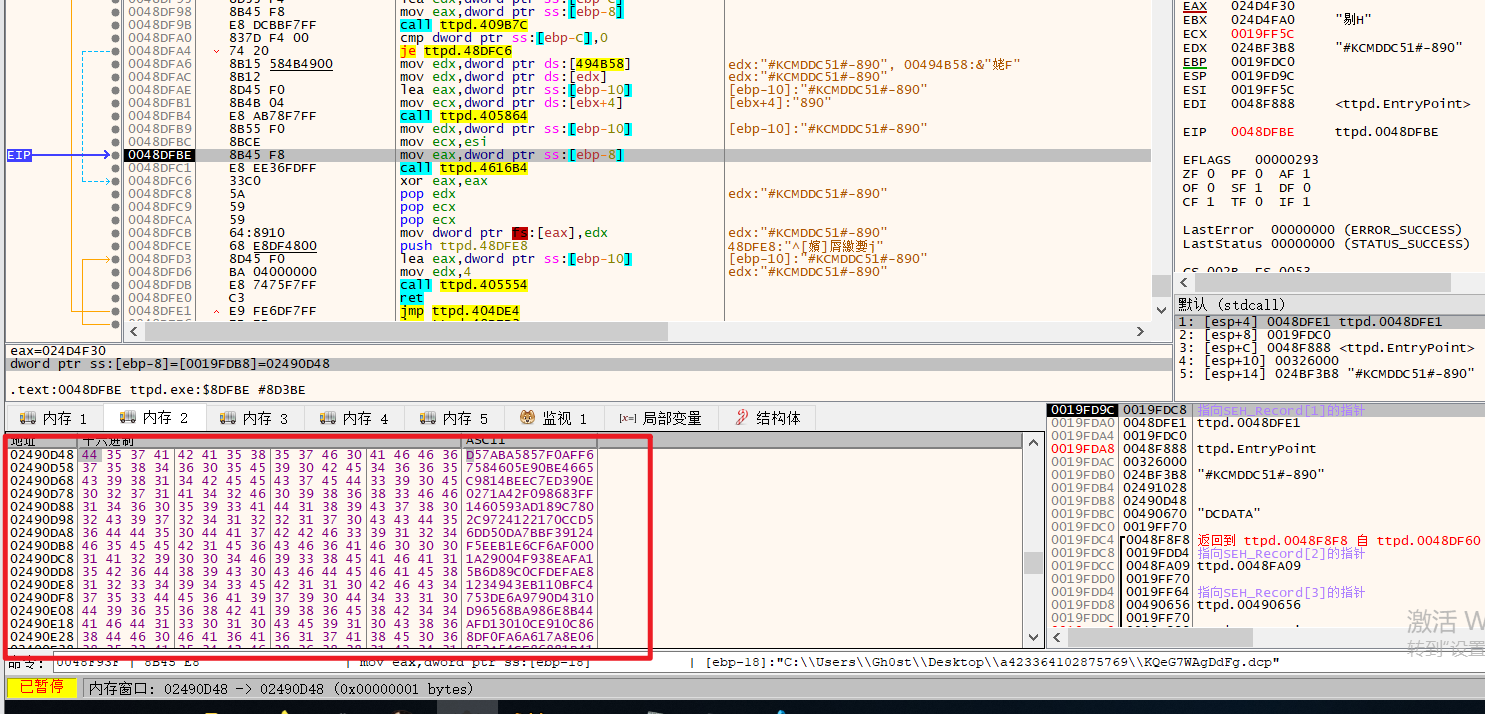 0048DF98 8B45 F8 mov eax,dword ptr ss:[ebp-8]
0048DF9B E8 DCBBF7FF call ttpd.409B7C
0048DFA0 837D F4 00 cmp dword ptr ss:[ebp-C],0
0048DFA4 74 20 je ttpd.48DFC6
0048DFA6 8B15 584B4900 mov edx,dword ptr ds:[494B58] edx:"#KCMDDC51#-890", 00494B58:&"姥F"
0048DFAC 8B12 mov edx,dword ptr ds:[edx] edx:"#KCMDDC51#-890"
0048DFAE 8D45 F0 lea eax,dword ptr ss:[ebp-10] [ebp-10]:"#KCMDDC51#-890"
0048DFB1 8B4B 04 mov ecx,dword ptr ds:[ebx+4] [ebx+4]:"890"
0048DFB4 E8 AB78F7FF call ttpd.405864
0048DFB9 8B55 F0 mov edx,dword ptr ss:[ebp-10] [ebp-10]:"#KCMDDC51#-890"
0048DFBC 8BCE mov ecx,esi
EIP 0048DFBE 8B45 F8 mov eax,dword ptr ss:[ebp-8]
0048DFC1 E8 EE36FDFF call ttpd.4616B4
0048DFC6 33C0 xor eax,eax
0048DFC8 5A pop edx edx:"#KCMDDC51#-890"
0048DFC9 59 pop ecx
0048DFCA 59 pop ecx
0048DFCB 64:8910 mov dword ptr fs:[eax],edx edx:"#KCMDDC51#-890"
0048DFCE 68 E8DF4800 push ttpd.48DFE8
0048DFD3 8D45 F0 lea eax,dword ptr ss:[ebp-10] [ebp-10]:"#KCMDDC51#-890"
0048DFD6 BA 04000000 mov edx,4 edx:"#KCMDDC51#-890"
0048DFDB E8 7475F7FF call ttpd.405554
0048DFE0 C3 ret
0048DFE1 E9 FE6DF7FF jmp ttpd.404DE4
EAX 024D4F30
EBX 024D4FA0 "剔H"
ECX 0019FF5C
EDX 024BF3B8 "#KCMDDC51#-890"
EBP 0019FDC0
ESP 0019FD9C
ESI 0019FF5C
EDI 0048F888 <ttpd.EntryPoint>
EIP 0048DFBE ttpd.0048DFBE
EFLAGS 00000293
ZF 0 PF 0 AF 1
OF 0 SF 1 DF 0
CF 1 TF 0 IF 1
LastError 00000000 (ERROR_SUCCESS)
LastStatus 00000000 (STATUS_SUCCESS)
GS 002B FS 0053
默认 (stdcall)
1: [esp+4] 0048DFE1 ttpd.0048DFE1
2: [esp+8] 0019FDC0
3: [esp+C] 0048F888 <ttpd.EntryPoint>
4: [esp+10] 00326000
5: [esp+14] 024BF3B8 "#KCMDDC51#-890"
eax=024D4F30
dword ptr ss:[ebp-8]=[0019FDB8]=02490D48
.text:0048DFBE ttpd.exe:$8DFBE #8D3BE
内存 1 内存 2 内存 3 内存 4 内存 5 监视 1 [x=] 局部变量 结构体
地址 十六进制 ASCII
02490D48 44 35 37 41 42 41 35 38 35 37 46 30 41 46 46 36 D57ABA5857F0AFF6
02490D58 37 35 38 34 36 30 35 45 39 30 42 45 34 36 36 35 7584605E90BE4665
02490D68 43 39 38 31 34 42 45 45 43 37 45 44 33 39 30 45 C9814BEEC7ED390E
02490D78 30 32 37 31 41 34 32 46 30 39 38 36 38 33 46 46 0271A42F098683FF
02490D88 31 34 36 30 35 39 33 41 44 31 38 39 43 37 38 30 1460593AD189C780
02490D98 32 43 39 37 32 34 31 32 32 31 37 30 43 43 44 35 2C9724122170CCD5
02490DA8 36 44 44 35 30 44 41 37 42 42 46 33 39 31 32 34 6DD50DA7BBF39124
02490DB8 46 35 45 45 42 31 45 36 43 46 36 41 46 30 30 30 F5EEB1E6CF6AF000
02490DC8 31 41 32 39 30 30 34 46 39 33 38 45 41 46 41 31 1A29004F938EAFA1
02490DD8 35 42 36 44 38 39 43 30 43 46 44 45 46 41 45 38 5B6D89C0CFDEFAE8
02490DE8 31 32 33 34 39 34 33 45 42 31 31 30 42 46 43 34 1234943EB110BFC4
02490DF8 37 35 33 44 45 36 41 39 37 39 30 44 34 33 31 30 753DE6A9790D4310
02490E08 44 39 36 35 36 38 42 41 39 38 36 45 38 42 34 34 D96568BA986E8B44
02490E18 41 46 44 31 33 30 31 30 43 45 39 31 30 43 38 36 AFD13010CE910C86
02490E28 38 44 46 30 46 41 36 41 36 31 37 41 38 45 30 36 8DF0FA6A617A8E06
0019FD9C 0019FDC8 指向SEH_Record[1]的指针
0019FDA0 0048DFE1 ttpd.0048DFE1
0019FDA4 0019FDC0
0019FDA8 0048F888 ttpd.EntryPoint
0019FDAC 00326000
0019FDB0 024BF3B8 "#KCMDDC51#-890"
0019FDB4 02491028
0019FDB8 02490D48
0019FDBC 00490670 "DCDATA"
0019FDC0 0019FF70
0019FDC4 0048F8F8 返回到 ttpd.0048F8F8 自 ttpd.0048DF60
0019FDC8 0019FDD4 指向SEH_Record[2]的指针
0019FDCC 0048FA09 ttpd.0048FA09
0019FDD0 0019FF70
0019FDD4 0019FF64 指向SEH_Record[3]的指针
0019FDD8 00490656 ttpd.00490656
0019FDDC 0019FF70
激活 W
转到"设置
命令: 0048F93F | 8B45 E8 | mov eax,dword ptr ss:[ebp-18] | [ebp-18]:"C:\\Users\\Gh0st\\Desktop\\a423364102875769\\KQeG7WAgDdFg.dcp"
已暂停 内存窗口: 02490D48 -> 02490D48 (0x00000001 bytes)